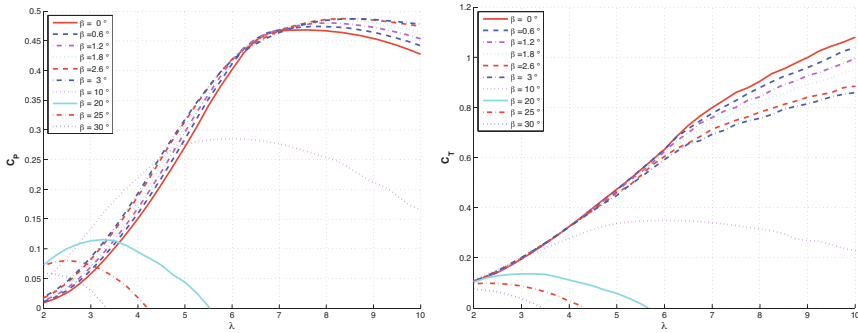 0.5
0.45
0.4
0.35
0.3
0.25
0.2
0.15
0.1
0.05
0
C_P
β = 0 °
β =0.6 °
β =1.2 °
β =1.8 °
β =2.6 °
β = 3 °
β = 10 °
β = 20 °
β = 25 °
β = 30 °
2 3 4 5 6 7 8 9 10
λ
1.2
1
0.8
0.6
0.4
0.2
0
C_T
β = 0 °
β =0.6 °
β =1.2 °
β =1.8 °
β =2.6 °
β = 3 °
β = 10 °
β = 20 °
β = 25 °
β = 30 °
2 3 4 5 6 7 8 9 10
λ